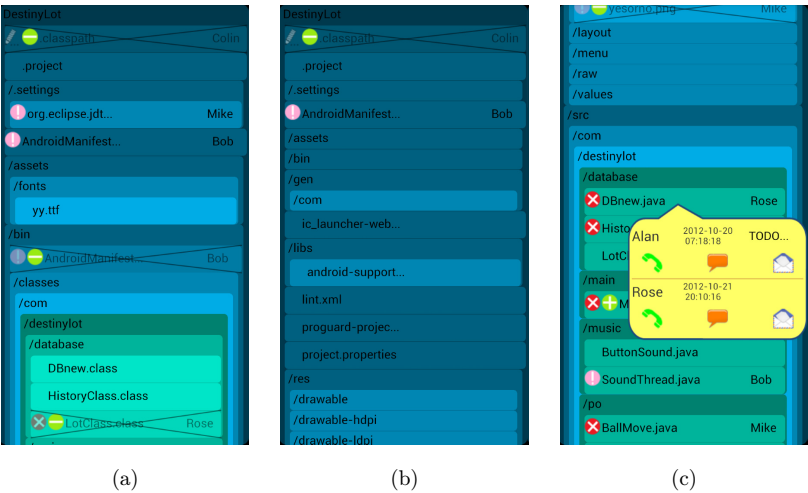 DestinyLot
.classpath Colin
.project
/.settings
org.eclipse.jdt... Mike
AndroidManifest... Bob
/assets
/fonts
yy.ttf
/bin
AndroidManifest... Bob
/classes
/com
/destinylot
/database
DBnew.class
HistoryClass.class
LotClass.class Rose
(a)
DestinyLot
.classpath Colin
.project
/.settings
AndroidManifest... Bob
/assets
/bin
/gen
/com
ic_launcher-web...
/libs
android-support...
lint.xml
proguard-projec...
project.properties
/res
/drawable
/drawable-hdpi
/drawable-ldpi
(b)
yesorno.png Mike
/layout
/menu
/raw
/values
/src
/com
/destinylot
/database
DBnew.java Rose
Histo
LotCl
Alan 2012-10-20 07:18:18 TODO...
Rose 2012-10-21 20:10:16
/main
M
/music
ButtonSound.java
SoundThread.java Bob
/po
BallMove.java Mike
(c)